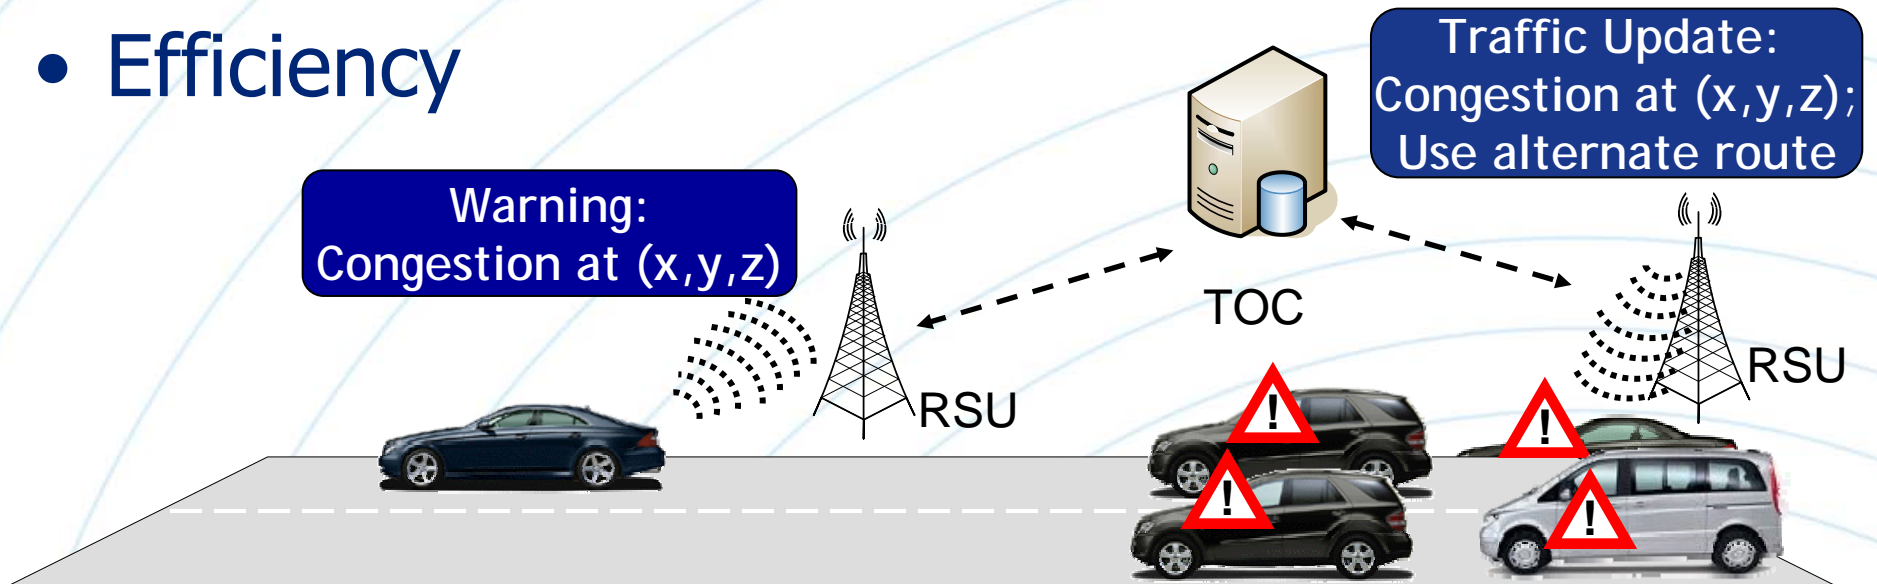 • Efficiency
Traffic Update:
Congestion at (x,y,z);
Use alternate route
Warning:
Congestion at (x,y,z)
TOC
RSU
RSU
!
!
!
!